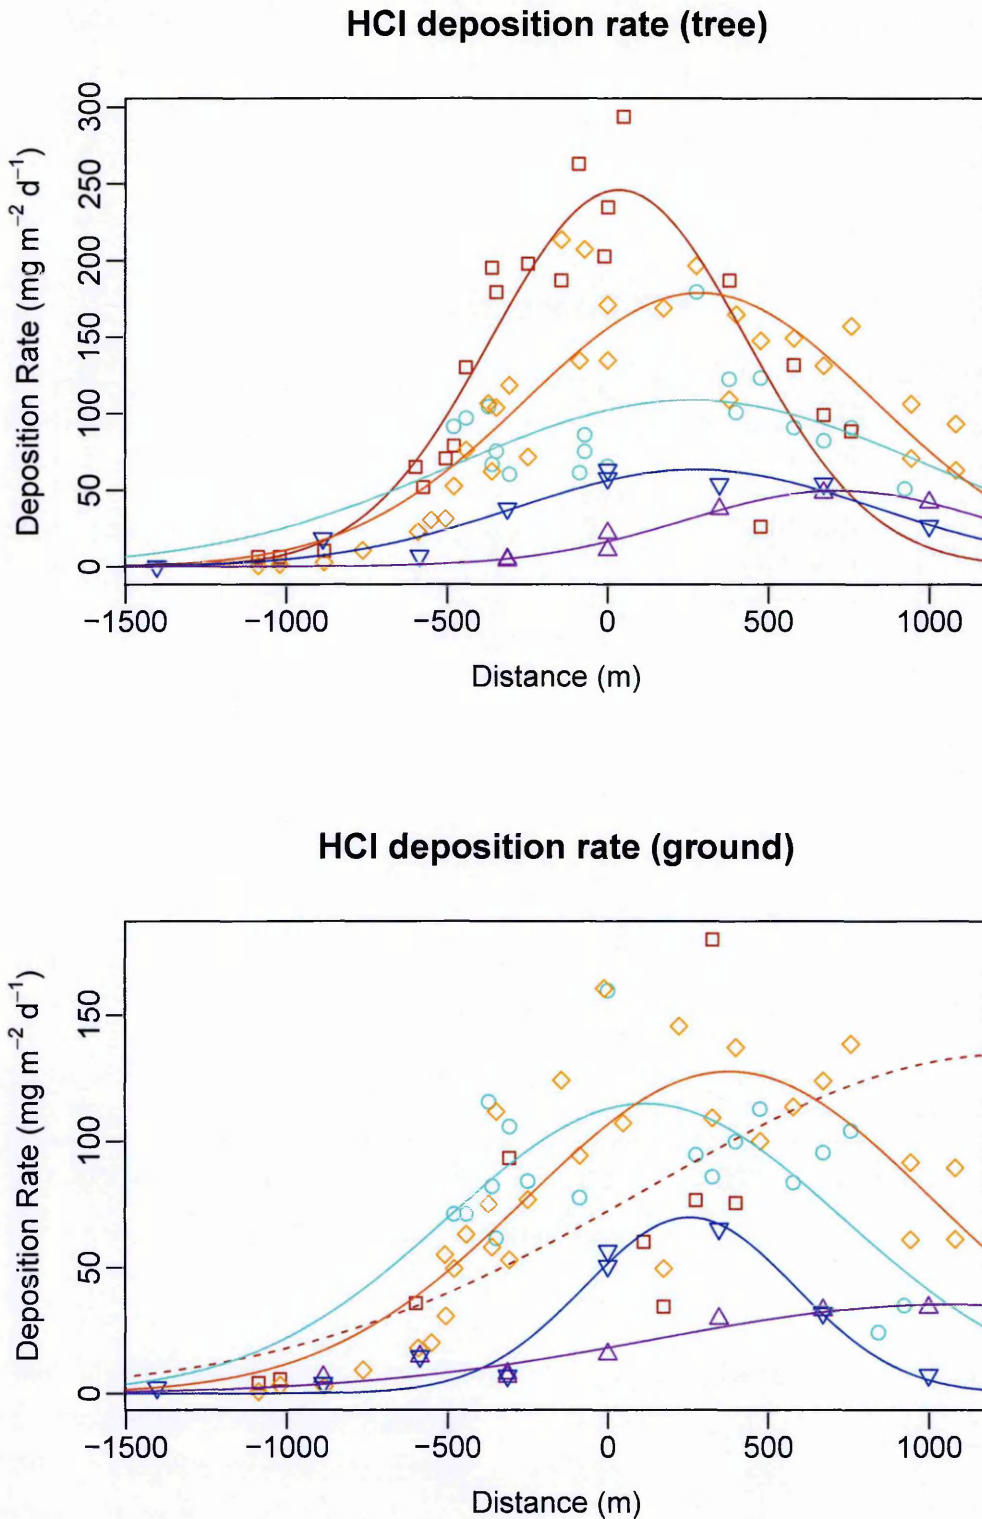 HCl deposition rate (tree)
Deposition Rate (mg m⁻² d⁻¹)
300
250
200
150
100
50
0
−1500 −1000 −500 0 500 1000
Distance (m)
HCl deposition rate (ground)
Deposition Rate (mg m⁻² d⁻¹)
150
100
50
0
−1500 −1000 −500 0 500 1000
Distance (m)